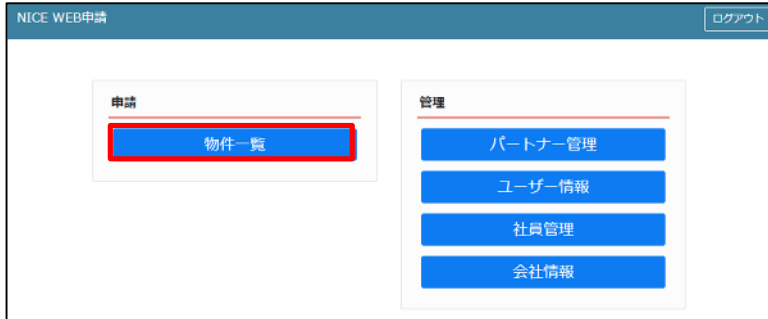 NICE WEB申請
ログアウト
申請
物件一覧
管理
パートナー管理
ユーザー情報
社員管理
会社情報